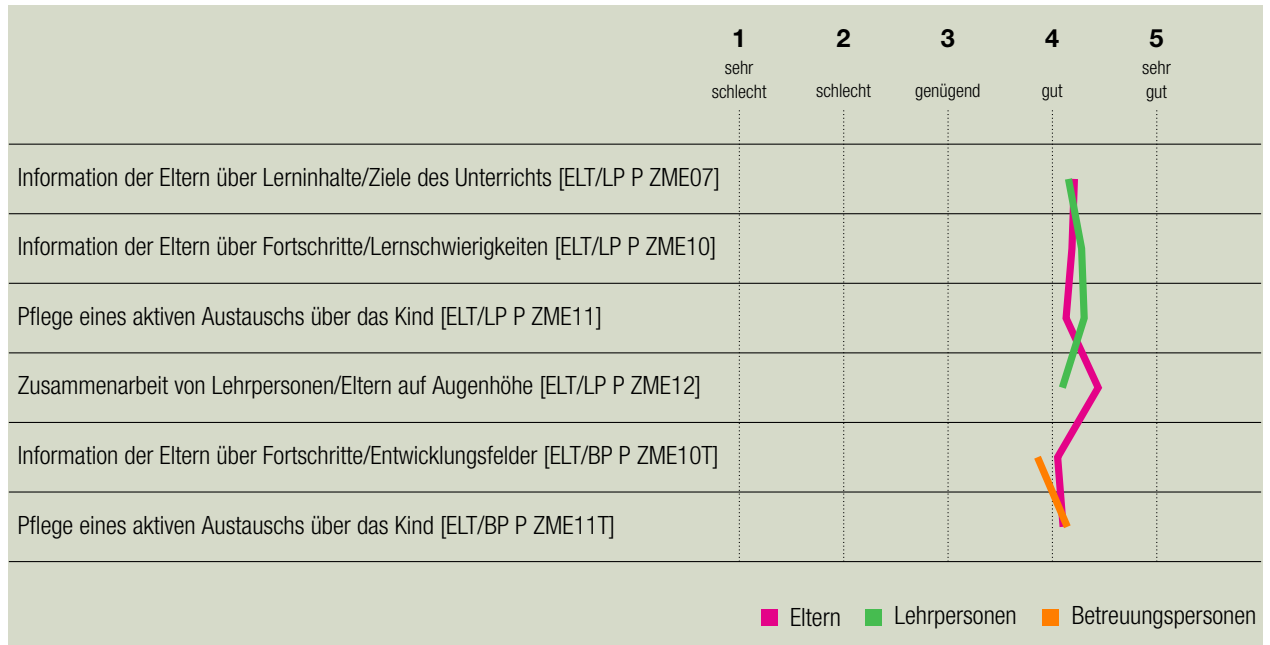 1 2 3 4 5
sehr schlecht schlecht genügend gut sehr gut
Information der Eltern über Lerninhalte/Ziele des Unterrichts [ELT/LP P ZME07]
Information der Eltern über Fortschritte/Lernschwierigkeiten [ELT/LP P ZME10]
Pflege eines aktiven Austauschs über das Kind [ELT/LP P ZME11]
Zusammenarbeit von Lehrpersonen/Eltern auf Augenhöhe [ELT/LP P ZME12]
Information der Eltern über Fortschritte/Entwicklungsfelder [ELT/BP P ZME10T]
Pflege eines aktiven Austauschs über das Kind [ELT/BP P ZME11T]
Eltern Lehrpersonen Betreuungspersonen